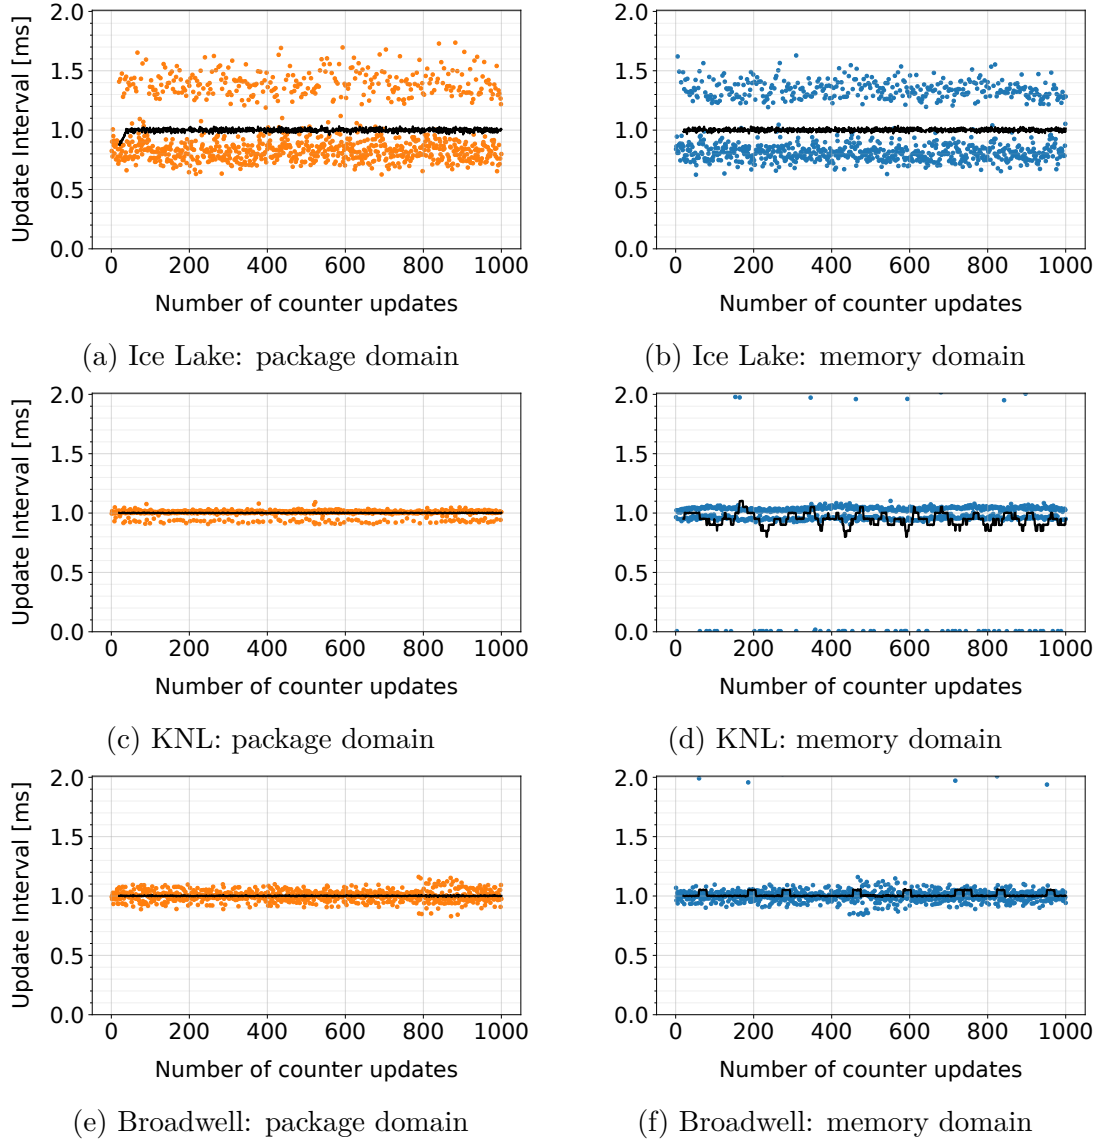 Update Interval [ms]
2.0
1.5
1.0
0.5
0.0
0 200 400 600 800 1000
Number of counter updates
(a) Ice Lake: package domain
2.0
1.5
1.0
0.5
0.0
0 200 400 600 800 1000
Number of counter updates
(b) Ice Lake: memory domain
Update Interval [ms]
2.0
1.5
1.0
0.5
0.0
0 200 400 600 800 1000
Number of counter updates
(c) KNL: package domain
2.0
1.5
1.0
0.5
0.0
0 200 400 600 800 1000
Number of counter updates
(d) KNL: memory domain
Update Interval [ms]
2.0
1.5
1.0
0.5
0.0
0 200 400 600 800 1000
Number of counter updates
(e) Broadwell: package domain
2.0
1.5
1.0
0.5
0.0
0 200 400 600 800 1000
Number of counter updates
(f) Broadwell: memory domain